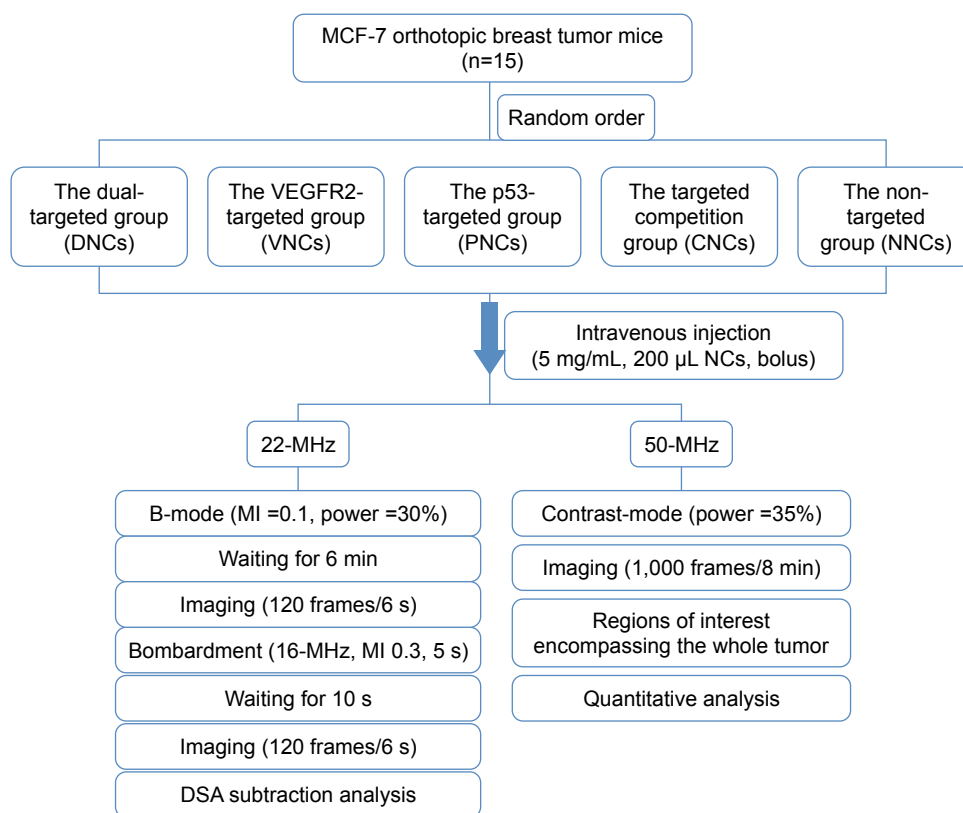 MCF-7 orthotopic breast tumor mice
(n=15)
Random order
The dual-
targeted group
(DNCs)
The VEGFR2-
targeted group
(VNCs)
The p53-
targeted group
(PNCs)
The targeted
competition
group (CNCs)
The non-
targeted
group (NNCs)
Intravenous injection
(5 mg/mL, 200 µL NCs, bolus)
22-MHz
B-mode (MI =0.1, power =30%)
Waiting for 6 min
Imaging (120 frames/6 s)
Bombardment (16-MHz, MI 0.3, 5 s)
Waiting for 10 s
Imaging (120 frames/6 s)
DSA subtraction analysis
50-MHz
Contrast-mode (power =35%)
Imaging (1,000 frames/8 min)
Regions of interest
encompassing the whole tumor
Quantitative analysis